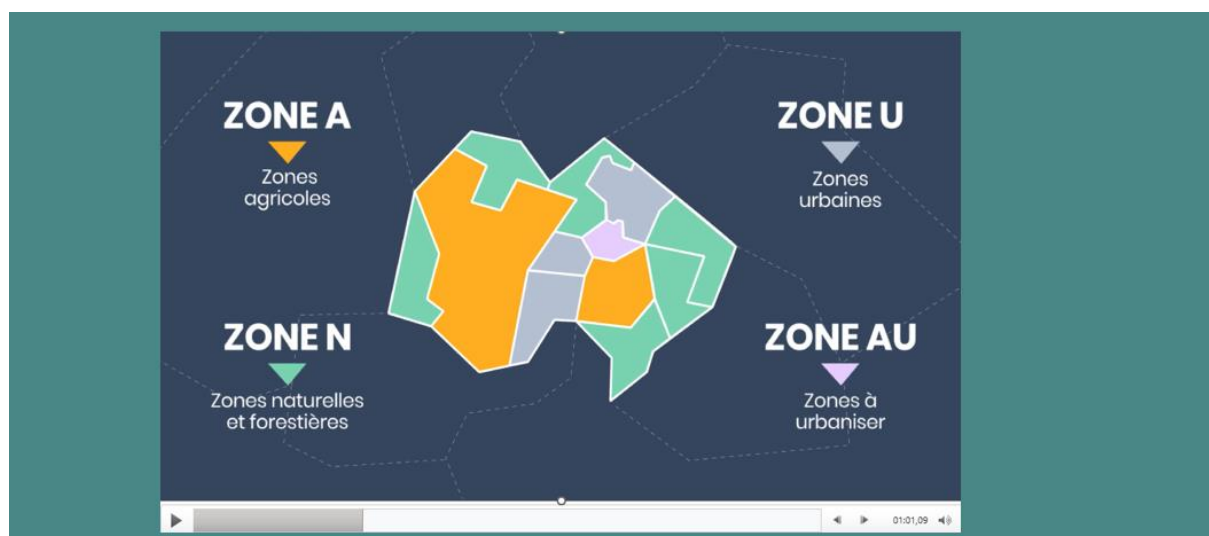 ZONE A
Zones
agricoles
ZONE U
Zones
urbaines
ZONE N
Zones naturelles
et forestières
ZONE AU
Zones à
urbaniser
01:01,09